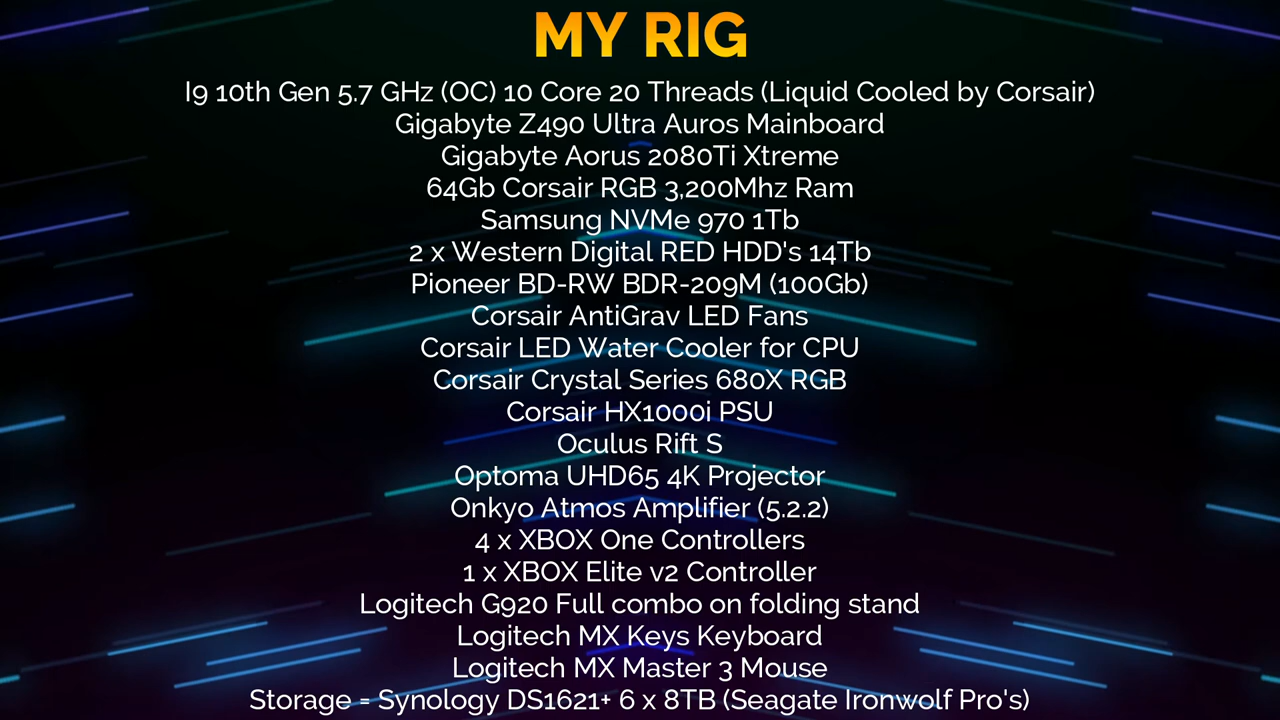 MY RIG
I9 10th Gen 5.7 GHz (OC) 10 Core 20 Threads (Liquid Cooled by Corsair)
Gigabyte Z490 Ultra Auros Mainboard
Gigabyte Aorus 2080Ti Xtreme
64Gb Corsair RGB 3,200Mhz Ram
Samsung NVMe 970 1Tb
2 x Western Digital RED HDD's 14Tb
Pioneer BD-RW BDR-209M (100Gb)
Corsair AntiGrav LED Fans
Corsair LED Water Cooler for CPU
Corsair Crystal Series 680X RGB
Corsair HX1000i PSU
Oculus Rift S
Optoma UHD65 4K Projector
Onkyo Atmos Amplifier (5.2.2)
4 x XBOX One Controllers
1 x XBOX Elite v2 Controller
Logitech G920 Full combo on folding stand
Logitech MX Keys Keyboard
Logitech MX Master 3 Mouse
Storage = Synology DS1621+ 6 x 8TB (Seagate Ironwolf Pro's)